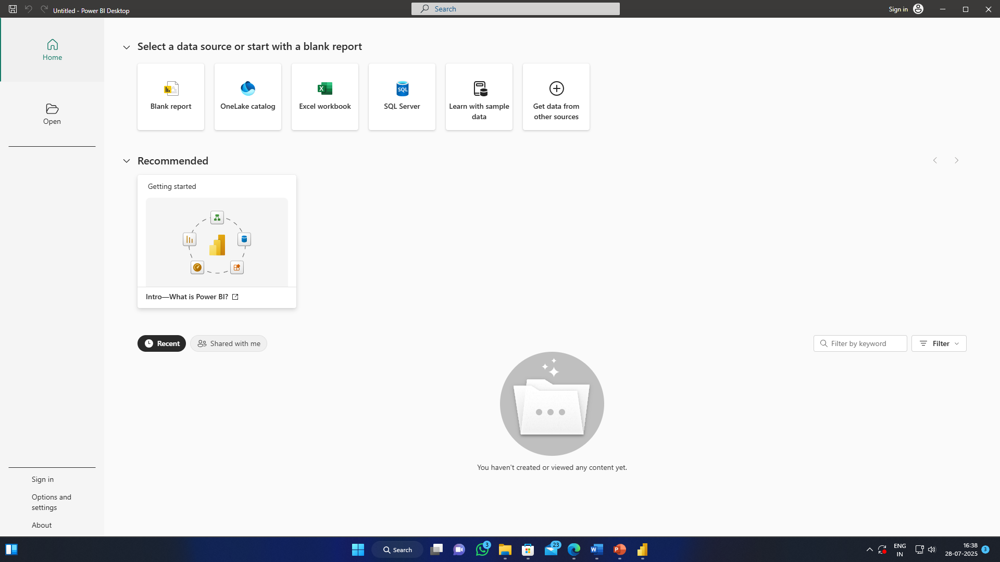 Untitled - Power BI Desktop
Search
Sign in
Home
Open
Select a data source or start with a blank report
Blank report
OneLake catalog
Excel workbook
SQL
SQL Server
Learn with sample
data
Get data from
other sources
Recommended
Getting started
Intro—What is Power BI?
Recent
Shared with me
Filter by keyword
Filter
You haven't created or viewed any content yet.
Sign in
Options and
settings
About
Search
3
23
ENG
IN
16:38
28-07-2025
3